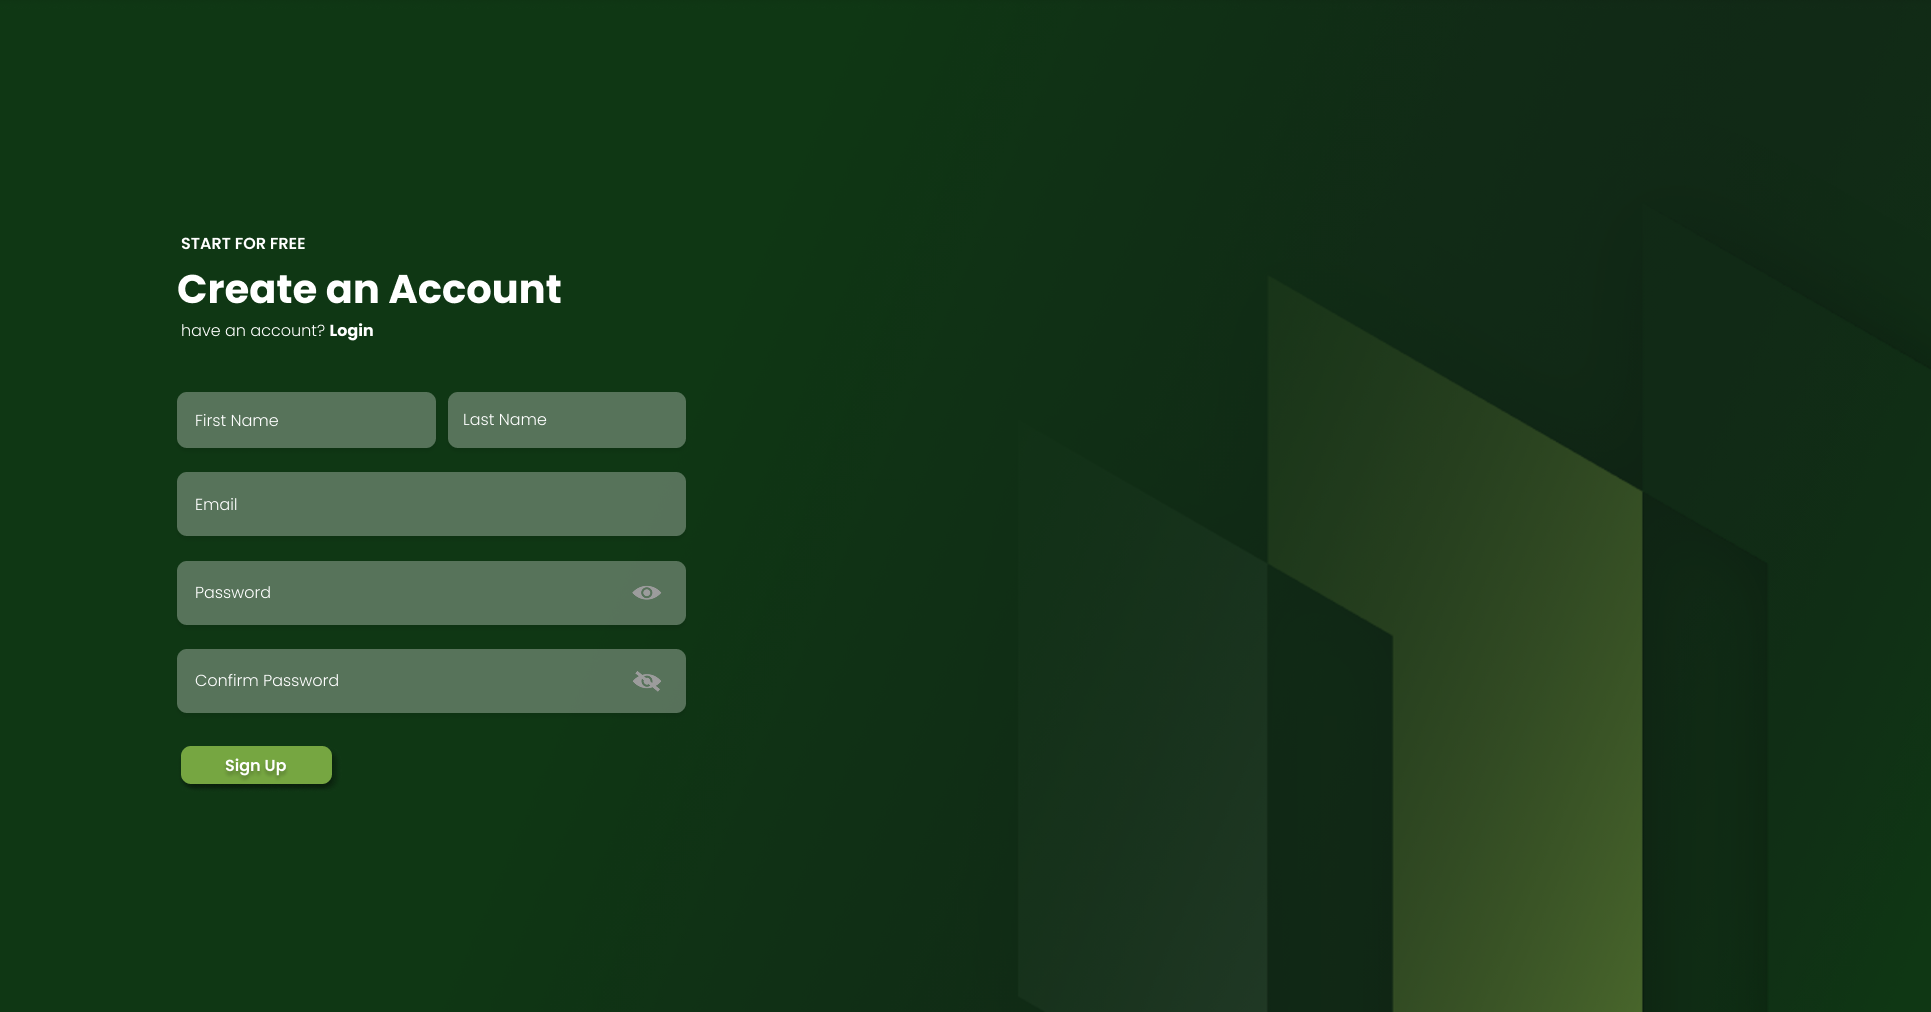 START FOR FREE
Create an Account
have an account? Login
First Name
Last Name
Email
Password
Confirm Password
Sign Up